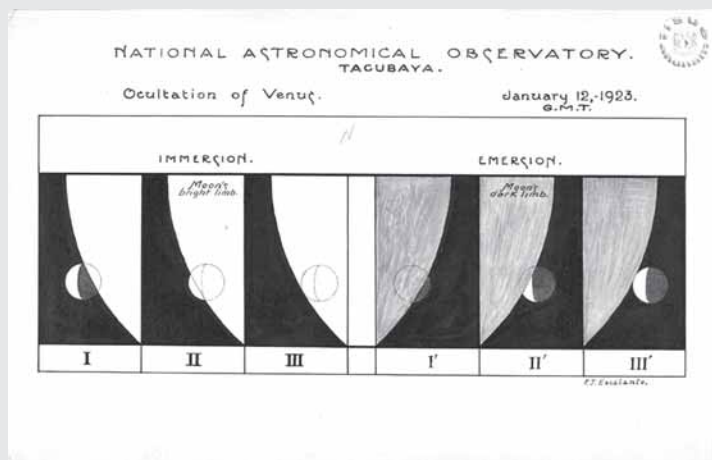 NATIONAL ASTRONOMICAL OBSERVATORY.
TACUBAYA.
Ocultation of Venus.
January 12,-1923.
G.M.T.
N
IMMERSION.
EMERSION.
Moon's
bright limb.
Moon's
dark limb.
I
II
III
I'
II'
III'